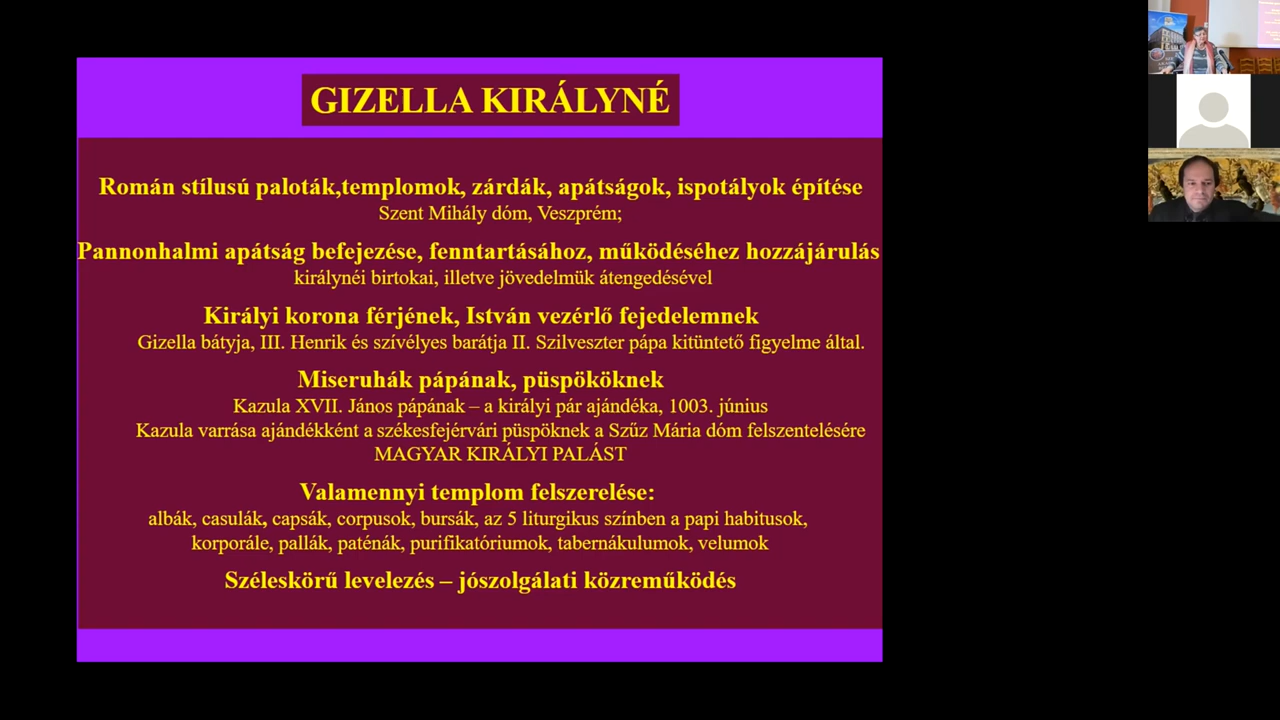 GIZELLA KIRÁLYNÉ
Román stílusú paloták,templomok, zárdák, apátságok, ispotályok építése
Szent Mihály dóm, Veszprém;
Pannonhalmi apátság befejezése, fenntartásához, működéséhez hozzájárulás
királynéi birtokai, illetve jövedelmük átengedésével
Királyi korona férjének, István vezérlő fejedelemnek
Gizella bátyja, III. Henrik és szívélyes barátja II. Szilveszter pápa kitüntető figyelme által.
Miseruhák pápának, püspököknek
Kazula XVII. János pápának – a királyi pár ajándéka, 1003. június
Kazula varrása ajándékként a székesfejérvári püspöknek a Szűz Mária dóm felszentelésére
MAGYAR KIRÁLYI PALÁST
Valamennyi templom felszerelése:
albák, casulák, capsák, corpusok, bursák, az 5 liturgikus színben a papi habitusok,
korporále, pallák, paténák, purifikatóriumok, tabernákulumok, velumok
Széleskörű levelezés – jószolgálati közreműködés